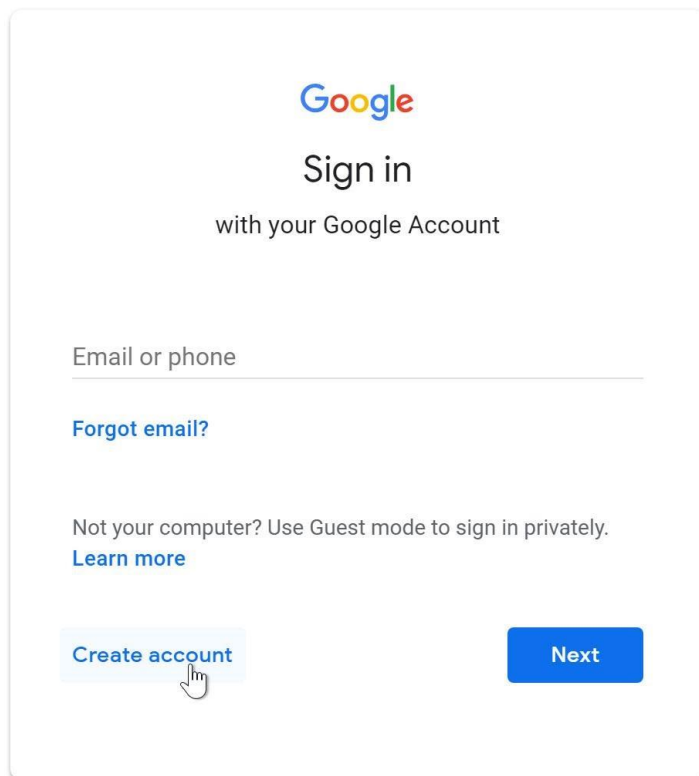 Google
Sign in
with your Google Account
Email or phone
Forgot email?
Not your computer? Use Guest mode to sign in privately.
Learn more
Create account
Next